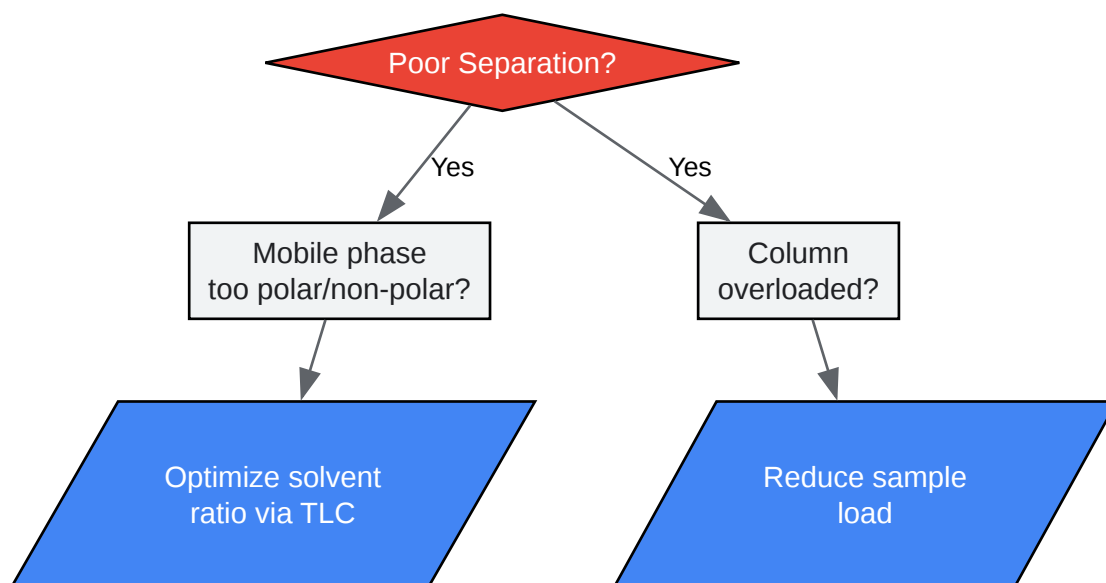 Poor Separation?
Yes
Yes
Mobile phase
too polar/non-polar?
Column
overloaded?
Optimize solvent
ratio via TLC
Reduce sample
load